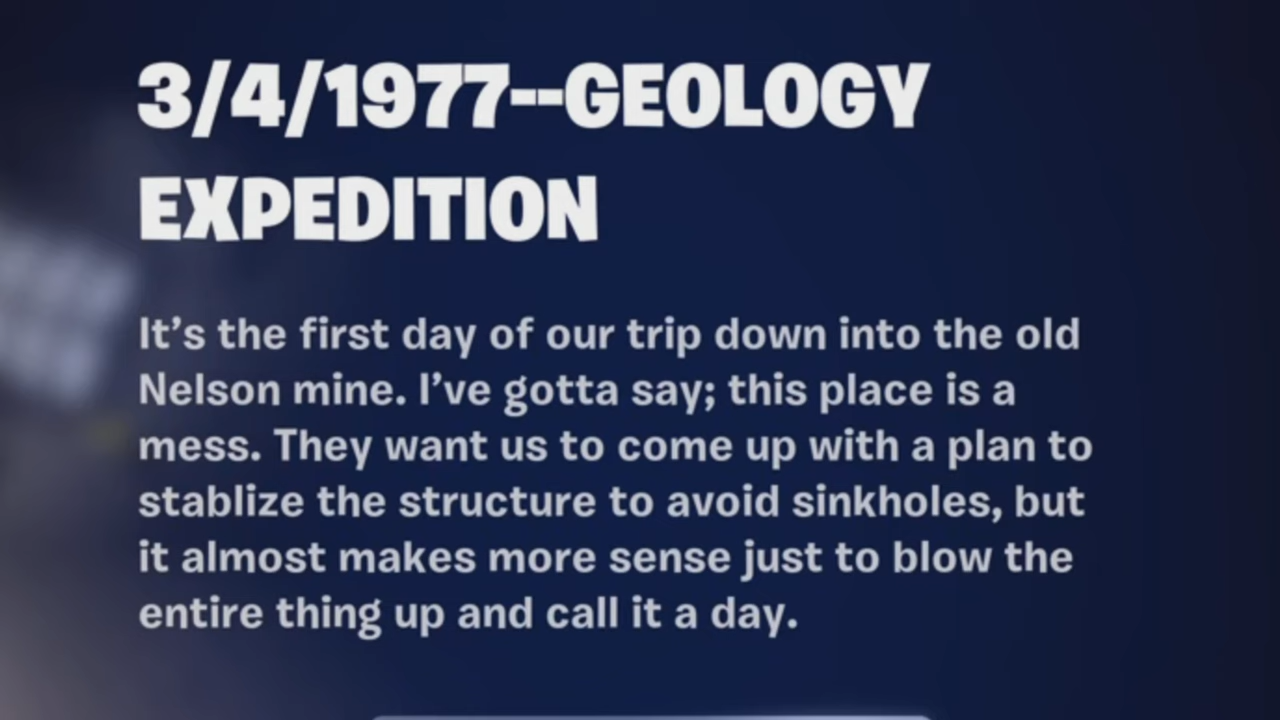 3/4/1977--GEOLOGY
EXPEDITION
It’s the first day of our trip down into the old
Nelson mine. I’ve gotta say; this place is a
mess. They want us to come up with a plan to
stablize the structure to avoid sinkholes, but
it almost makes more sense just to blow the
entire thing up and call it a day.